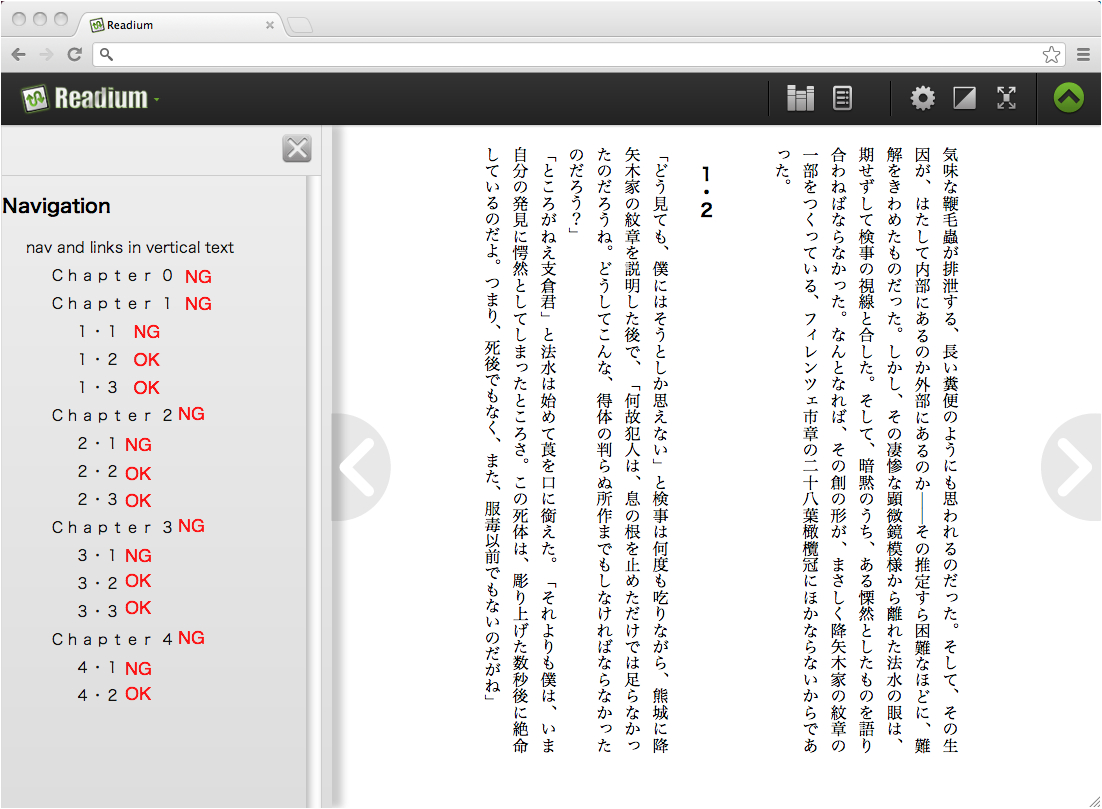 Readium
Readium
Navigation
nav and links in vertical text
Chapter 0 NG
Chapter 1 NG
1・1 NG
1・2 OK
1・3 OK
Chapter 2 NG
2・1 NG
2・2 OK
2・3 OK
Chapter 3 NG
3・1 NG
3・2 OK
3・3 OK
Chapter 4 NG
4・1 NG
4・2 OK
気味な鞭毛蟲が排泄する、長い糞便のようにも思われるのだった。そして、その生
因が、はたして内部にあるのか外部にあるのか――その推定すら困難なほどに、難
解をきわめたものだった。しかし、その凄惨な顕微鏡模様から離れた法水の眼は、
期せずして検事の視線と合した。そして、暗黙のうち、ある慄然としたものを語り
合わねばならなかった。なんとなれば、その創の形が、まさしく降矢木家の紋章の
一部をつくっている、フィレンツェ市章の二十八葉橄欖冠にほかならないからであ
った。
1・2
「どう見ても、僕にはそうとしか思えない」と検事は何度も吃りながら、熊城に降
矢木家の紋章を説明した後で、「何故犯人は、息の根を止めただけでは足らなかっ
たのだろうね。どうしてこんな、得体の判らぬ所作までもしなければならなかった
のだろう？」
「ところがねえ支倉君」と法水は始めて莨を口に銜えた。「それよりも僕は、いま
自分の発見に愕然としてしまったところさ。この死体は、彫り上げた数秒後に絶命
しているのだよ。つまり、死後でもなく、また、服毒以前でもないのだがね」